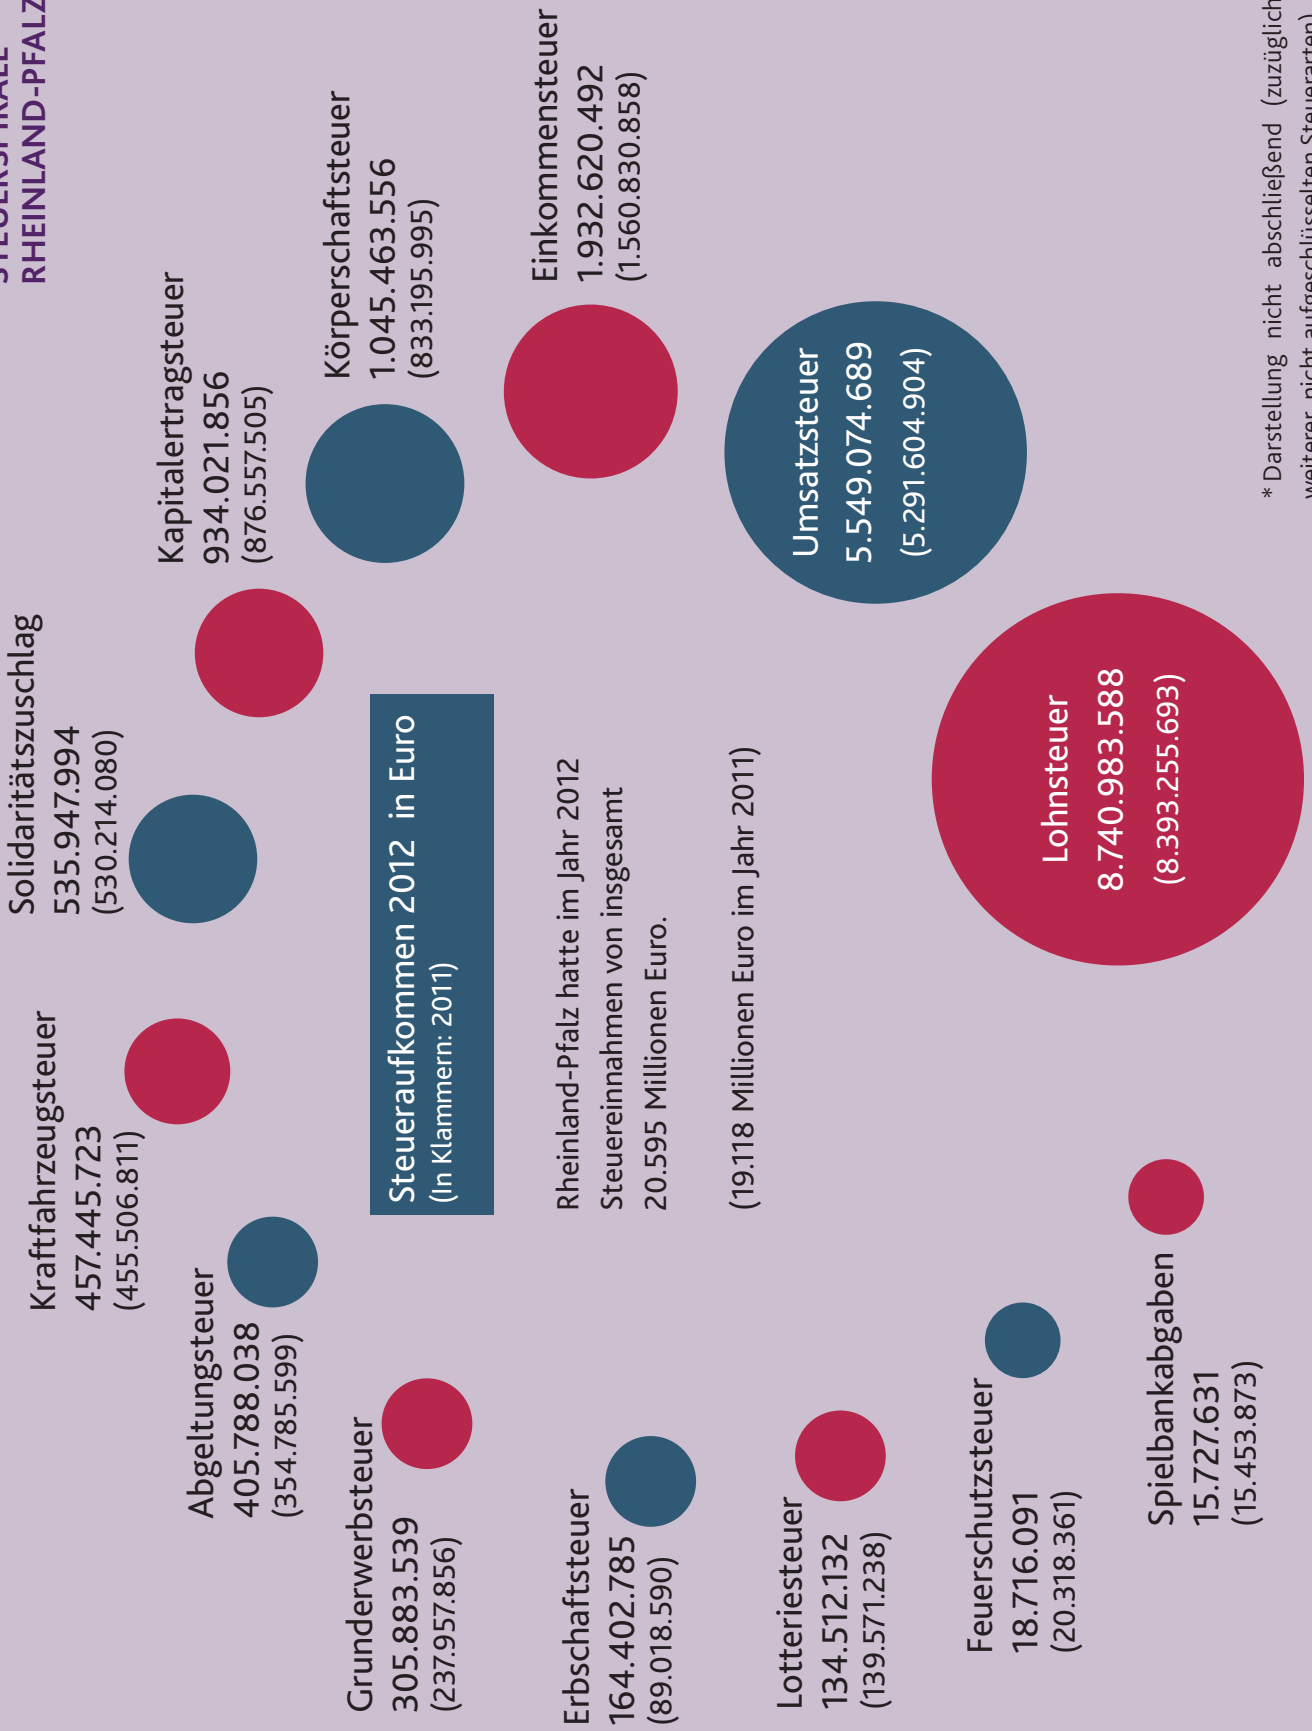 RHEINLAND-PFALZ
Solidaritätszuschlag
535.947.994
(530.214.080)
Kapitalertragsteuer
934.021.856
(876.557.505)
Körperschaftsteuer
1.045.463.556
(833.195.995)
Einkommensteuer
1.932.620.492
(1.560.830.858)
Umsatzsteuer
5.549.074.689
(5.291.604.904)
Lohnsteuer
8.740.983.588
(8.393.255.693)
Kraftfahrzeugsteuer
457.445.723
(455.506.811)
Abgeltungsteuer
405.788.038
(354.785.599)
Grunderwerbsteuer
305.883.539
(237.957.856)
Erbschaftsteuer
164.402.785
(89.018.590)
Lotteriesteuer
134.512.132
(139.571.238)
Feuerschutzsteuer
18.716.091
(20.318.361)
Spielbankabgaben
15.727.631
(15.453.873)
Steueraufkommen 2012 in Euro
(In Klammern: 2011)
Rheinland-Pfalz hatte im Jahr 2012
Steuereinnahmen von insgesamt
20.595 Millionen Euro.
(19.118 Millionen Euro im Jahr 2011)
* Darstellung nicht abschließend (zuzüglich
weiterer, nicht aufgeschlüsselten Steuerarten)